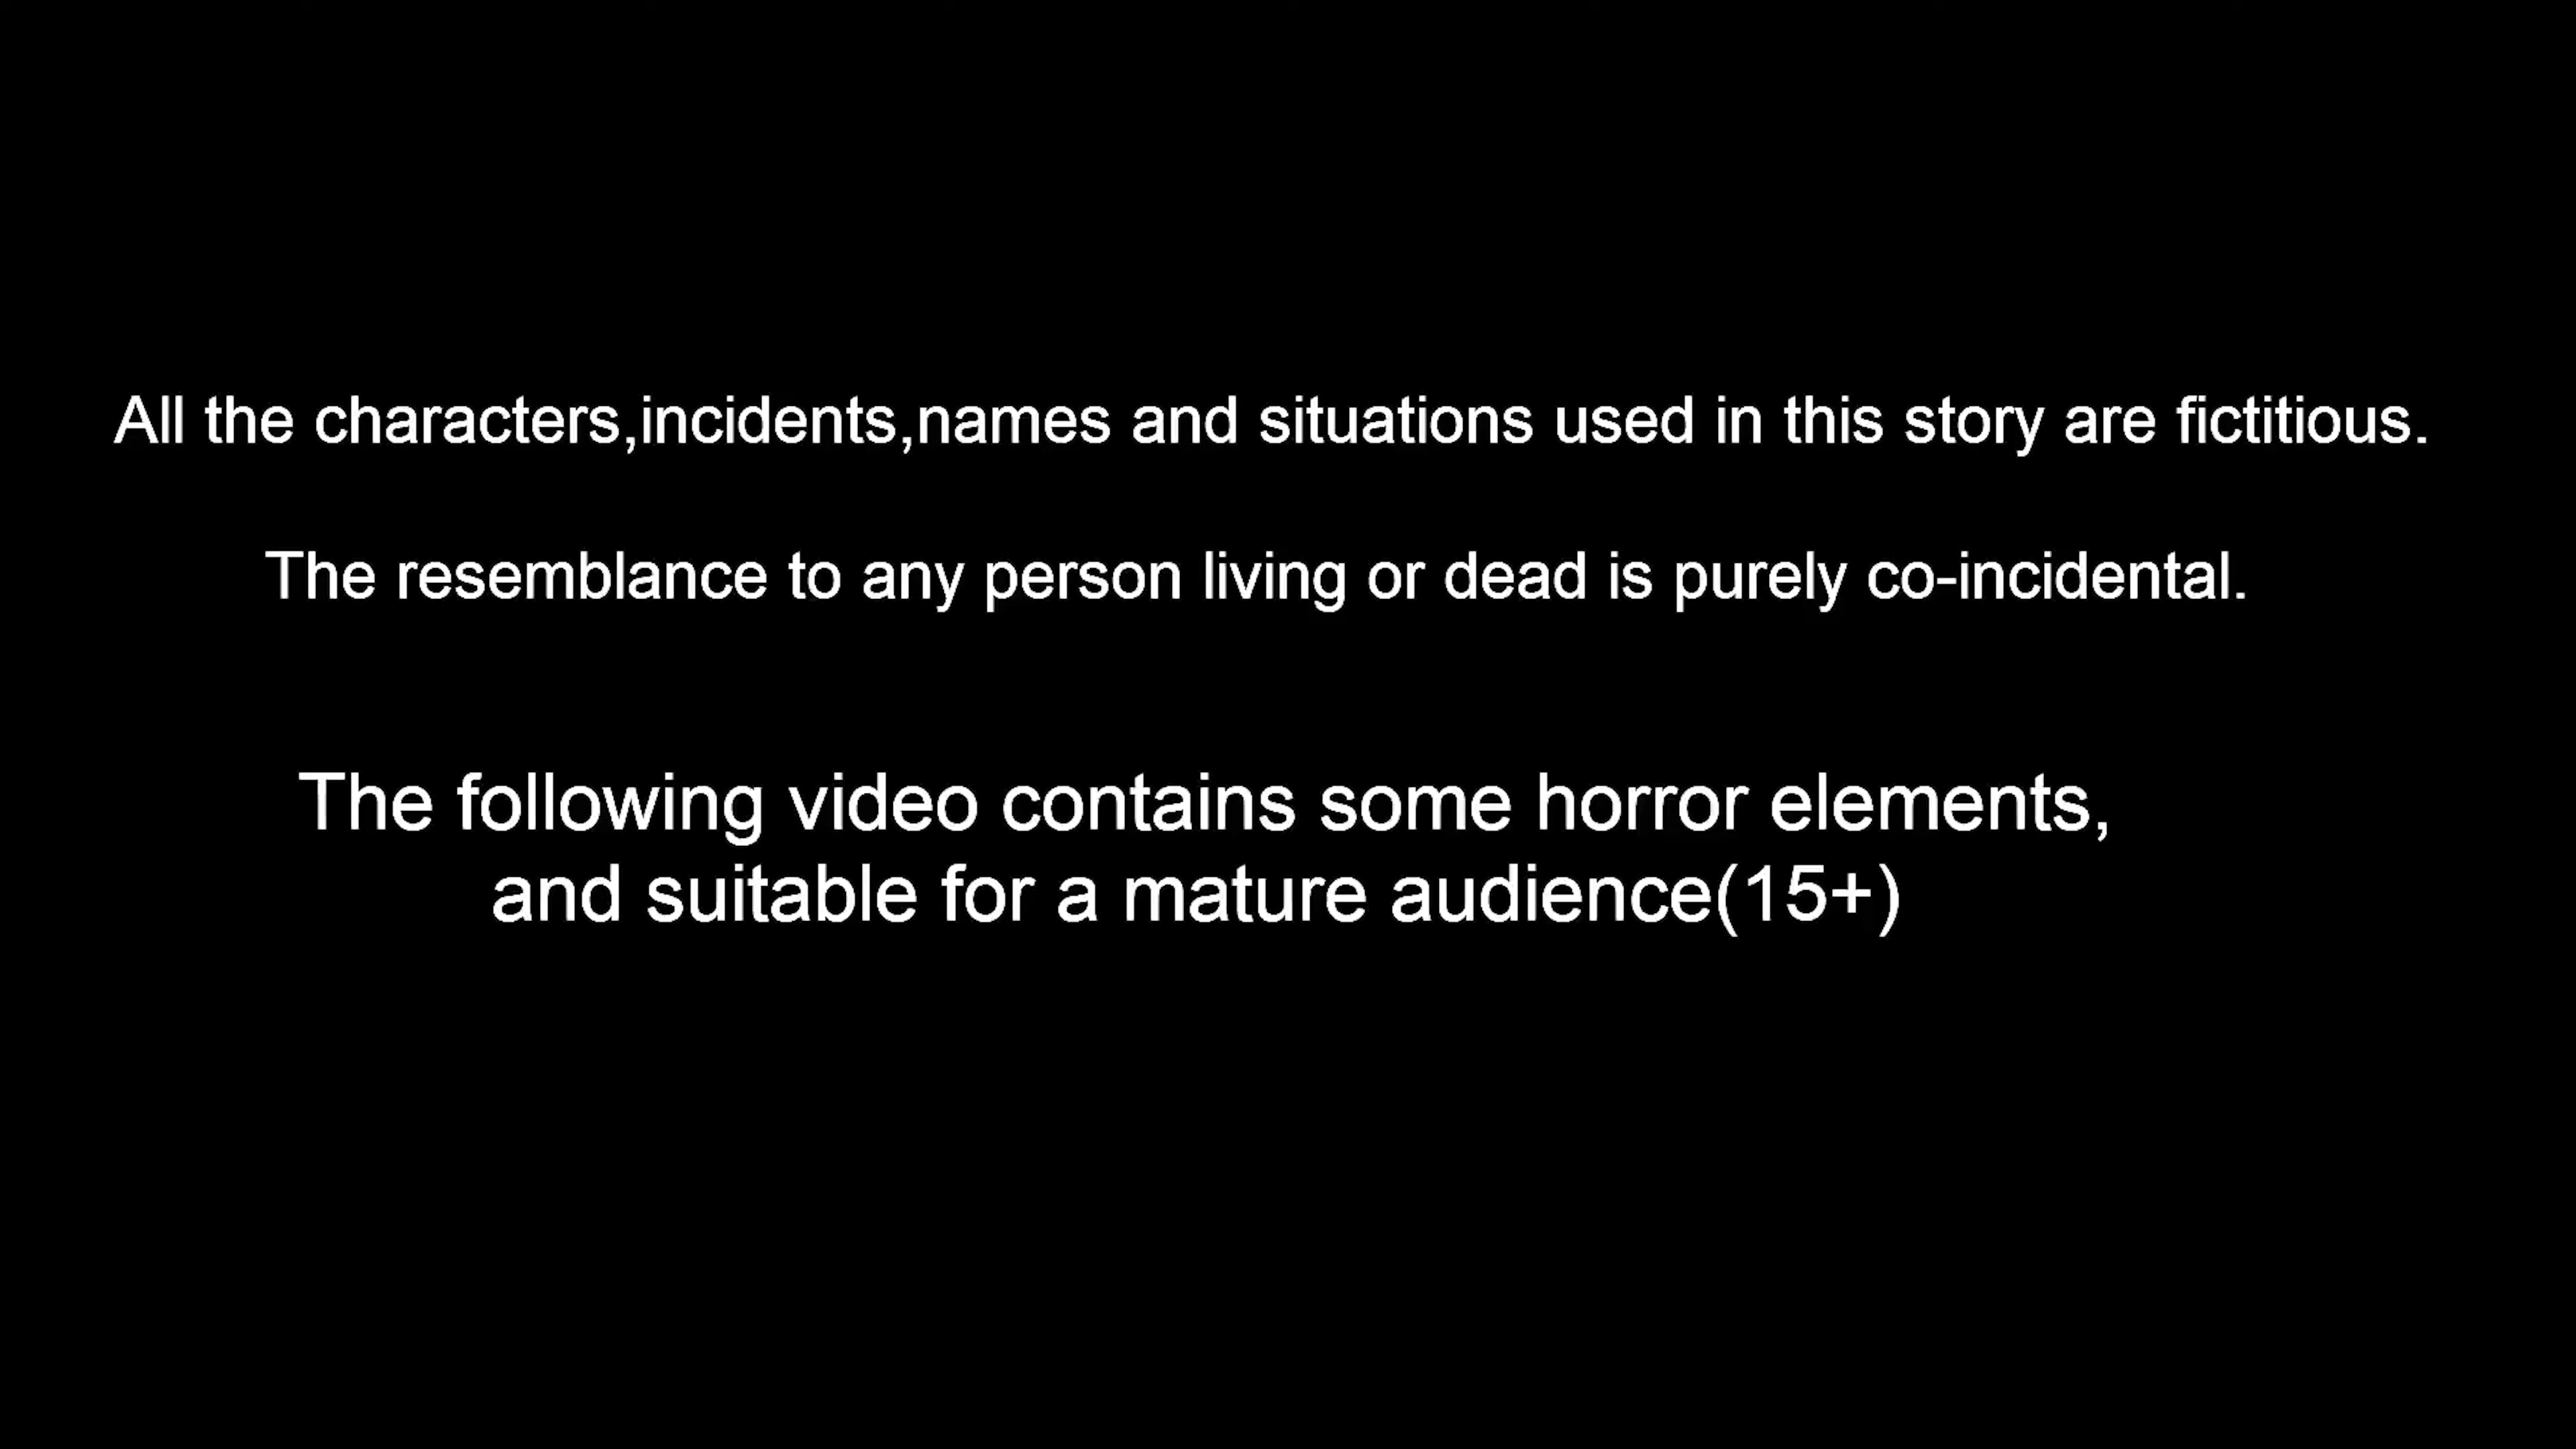 All the characters,incidents,names and situations used in this story are fictitious.
The resemblance to any person living or dead is purely co-incidental.
The following video contains some horror elements,
and suitable for a mature audience(15+)